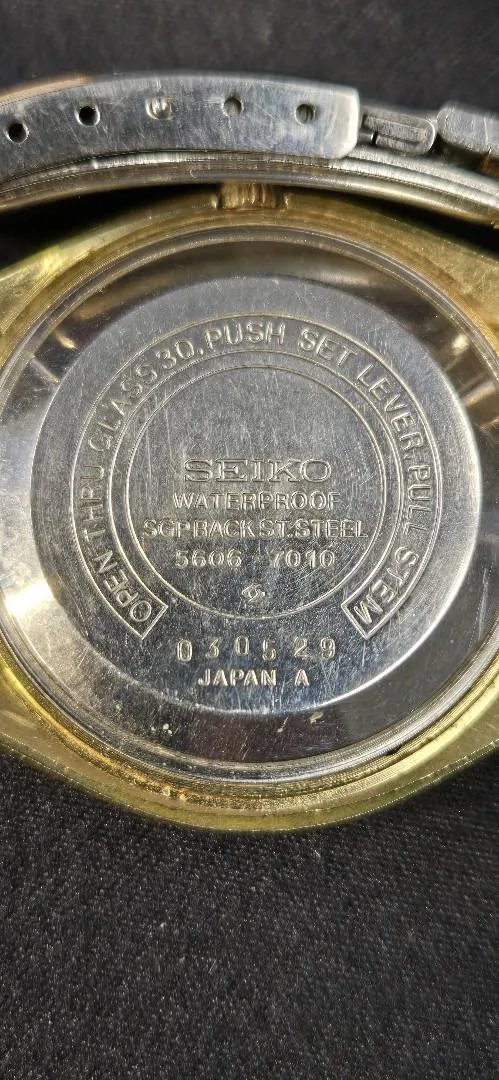 OPEN THRU GLASS 30. PUSH SET LEVER. PULL STEM
SEIKO
WATERPROOF
SGP BACK ST. STEEL
5606-7010
030529
JAPAN A